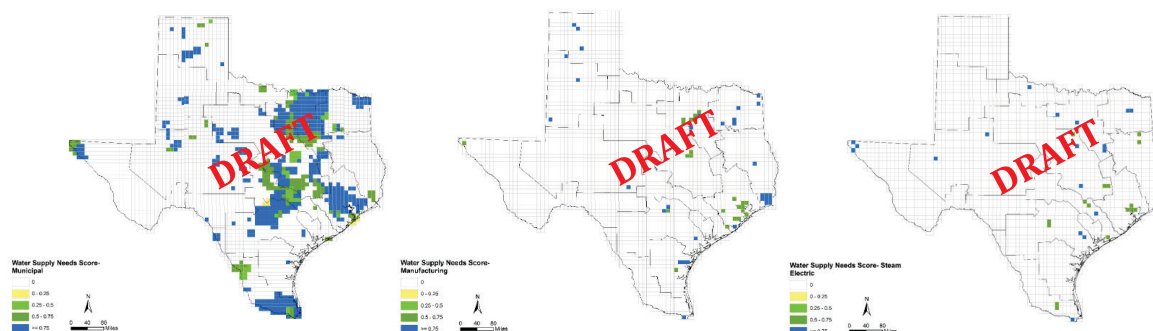 DRAFT
Water Supply Needs Score-
Municipal
0
0 - 0.25
0.25 - 0.5
0.5 - 0.75
>= 0.75
N
0 40 80
Miles
DRAFT
Water Supply Needs Score-
Manufacturing
0
0 - 0.25
0.25 - 0.5
0.5 - 0.75
>= 0.75
N
0 40 80
Miles
DRAFT
Water Supply Needs Score- Steam
Electric
0
0 - 0.25
0.25 - 0.5
0.5 - 0.75
>= 0.75
N
0 40 80
Miles